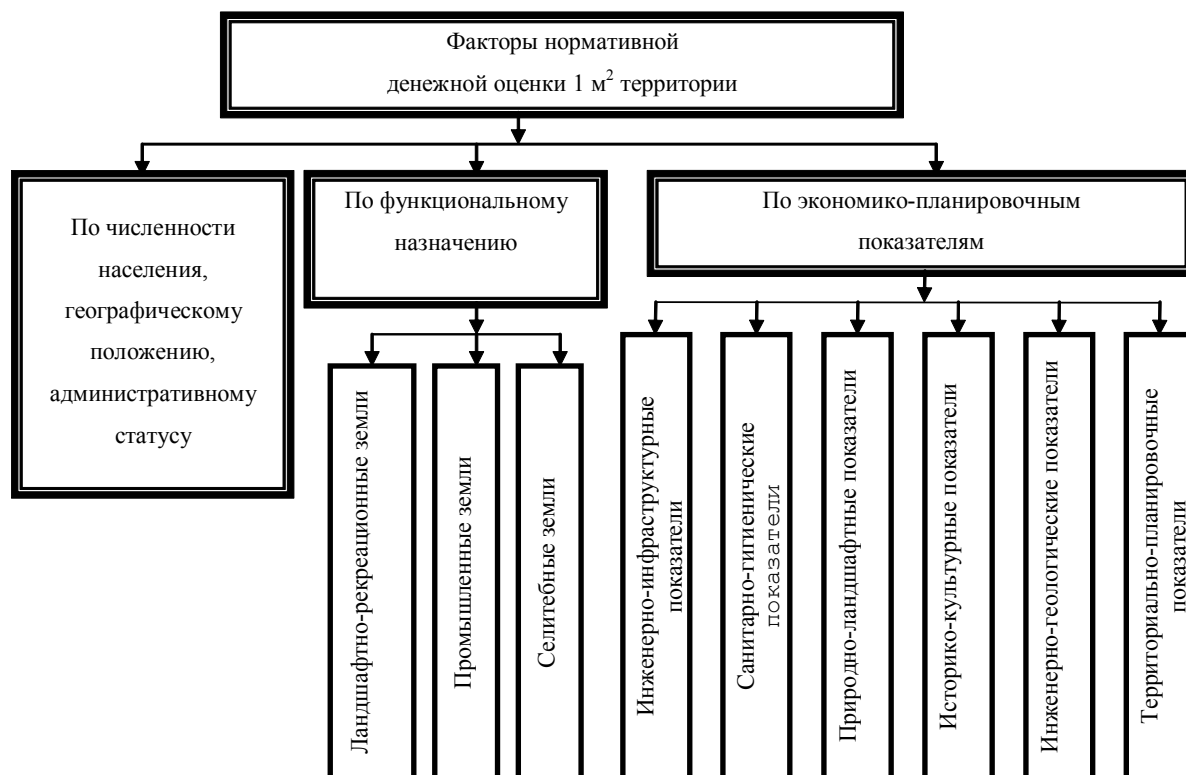 Факторы нормативной
денежной оценки 1 м² территории
По численности
населения,
географическому
положению,
административному
статусу
По функциональному
назначению
По экономико-планировочным
показателям
Ландшафтно-рекреационные земли
Промышленные земли
Селитебные земли
Инженерно-инфраструктурные
показатели
Санитарно-гигиенические
показатели
Природно-ландшафтные показатели
Историко-культурные показатели
Инженерно-геологические показатели
Территориально-планировочные
показатели